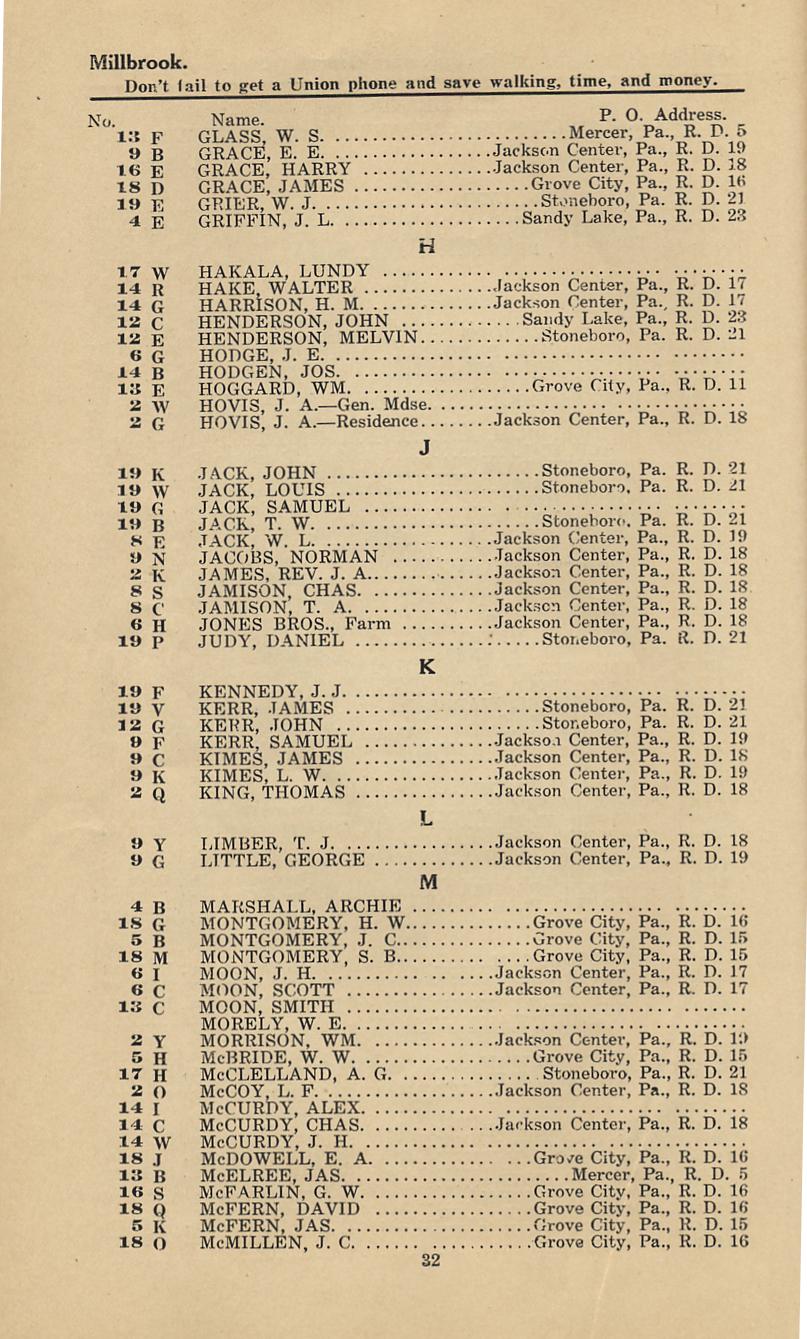 Millbrook.
Don't fail to get a Union phone and save walking, time, and money.
No. Name. P. O. Address.
13 F GLASS, W. S. ..........................Mercer, Pa., R. D. 5
9 B GRACE, E. E. ..................Jackson Center, Pa., R. D. 19
16 E GRACE, HARRY ...............Jackson Center, Pa., R. D. 18
18 D GRACE, JAMES ....................Grove City, Pa., R. D. 16
19 E GRIER, W. J. ........................Stoneboro, Pa. R. D. 21
4 E GRIFFIN, J. L. ....................Sandy Lake, Pa., R. D. 23
H
17 W HAKALA, LUNDY ........................................
14 R HAKE, WALTER ...............Jackson Center, Pa., R. D. 17
14 G HARRISON, H. M. ..............Jackson Center, Pa., R. D. 17
12 C HENDERSON, JOHN .............Sandy Lake, Pa., R. D. 23
12 E HENDERSON, MELVIN..............Stoneboro, Pa. R. D. 21
6 G HODGE, J. E. ........................................
14 B HODGEN, JOS. ........................................
13 E HOGGARD, WM. ...................Grove City, Pa., R. D. 11
2 W HOVIS, J. A.—Gen. Mdse. ..................................
2 G HOVIS, J. A.—Residence........Jackson Center, Pa., R. D. 18
J
19 K JACK, JOHN ........................Stoneboro, Pa. R. D. 21
19 W JACK, LOUIS .......................Stoneboro, Pa. R. D. 21
19 G JACK, SAMUEL ........................................
19 B JACK, T. W. .........................Stoneboro, Pa. R. D. 21
8 E JACK, W. L. ....................Jackson Center, Pa., R. D. 19
9 N JACOBS, NORMAN ............Jackson Center, Pa., R. D. 18
2 K JAMES, REV. J. A..............Jackson Center, Pa., R. D. 18
8 S JAMISON, CHAS. ...............Jackson Center, Pa., R. D. 18
8 C JAMISON, T. A. ................Jackson Center, Pa., R. D. 18
6 H JONES BROS., Farm ..........Jackson Center, Pa., R. D. 18
19 P JUDY, DANIEL .....................Stoneboro, Pa. R. D. 21
K
19 F KENNEDY, J. J. ........................................
19 V KERR, JAMES .......................Stoneboro, Pa. R. D. 21
12 G KERR, JOHN .......................Stoneboro, Pa. R. D. 21
9 F KERR, SAMUEL ...............Jackson Center, Pa., R. D. 19
9 C KIMES, JAMES ...............Jackson Center, Pa., R. D. 18
9 K KIMES, L. W. ..................Jackson Center, Pa., R. D. 19
2 Q KING, THOMAS ...............Jackson Center, Pa., R. D. 18
L
9 Y LIMBER, T. J. .................Jackson Center, Pa., R. D. 18
9 G LITTLE, GEORGE .............Jackson Center, Pa., R. D. 19
M
4 B MARSHALL, ARCHIE ........................................
18 G MONTGOMERY, H. W..............Grove City, Pa., R. D. 16
5 B MONTGOMERY, J. C...............Grove City, Pa., R. D. 15
18 M MONTGOMERY, S. B...............Grove City, Pa., R. D. 15
6 I MOON, J. H. ....................Jackson Center, Pa., R. D. 17
6 C MOON, SCOTT .................Jackson Center, Pa., R. D. 17
13 C MOON, SMITH ........................................
MORELY, W. E. ........................................
2 Y MORRISON, WM. ...............Jackson Center, Pa., R. D. 19
5 H McBRIDE, W. W. ...................Grove City, Pa., R. D. 15
17 H McCLELLAND, A. G. ................Stoneboro, Pa. R. D. 21
2 O McCOY, L. F. ...................Jackson Center, Pa., R. D. 18
14 I McCURDY, ALEX. ........................................
14 C McCURDY, CHAS. ..............Jackson Center, Pa., R. D. 18
14 W McCURDY, J. H. ........................................
18 J McDOWELL, E. A. .................Grove City, Pa., R. D. 16
13 B McELREE, JAS. ........................Mercer, Pa., R. D. 5
16 S McFARLIN, G. W. ..................Grove City, Pa., R. D. 16
18 Q McFERN, DAVID ..................Grove City, Pa., R. D. 16
5 K McFERN, JAS. .....................Grove City, Pa., R. D. 15
18 O McMILLEN, J. C. ...................Grove City, Pa., R. D. 16
32